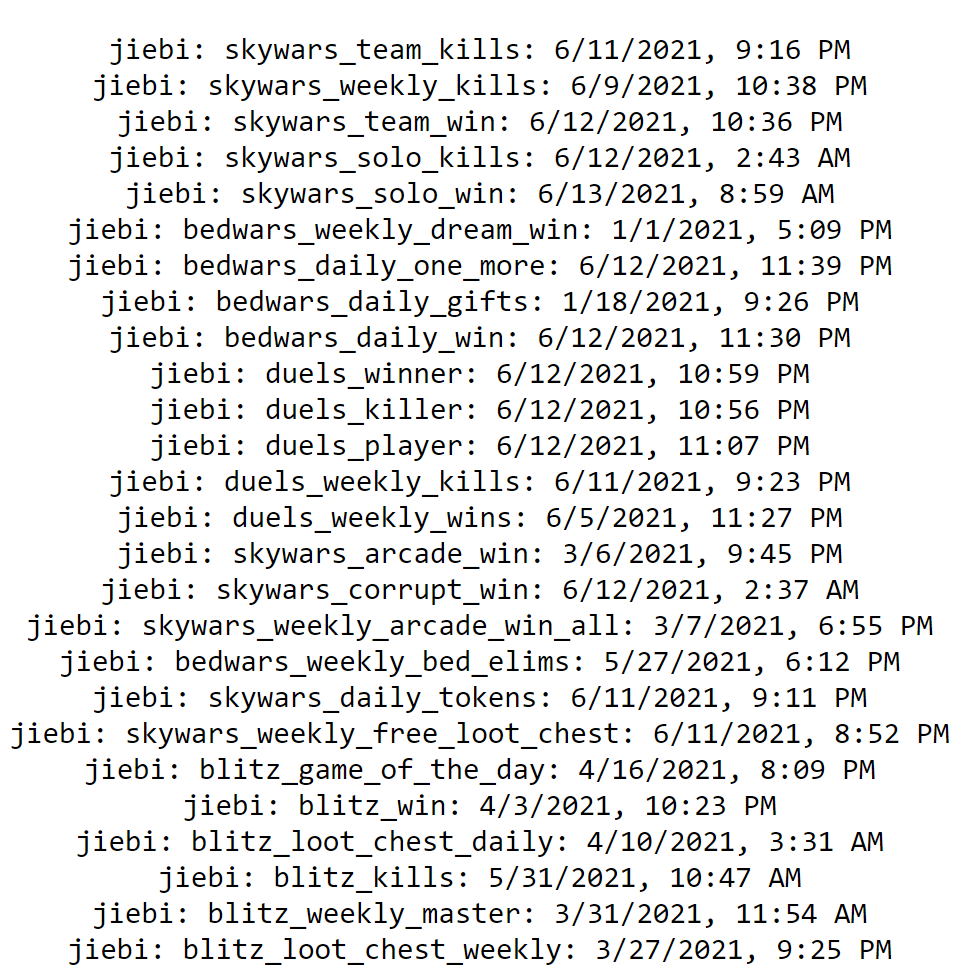 jiebi: skywars_team_kills: 6/11/2021, 9:16 PM
jiebi: skywars_weekly_kills: 6/9/2021, 10:38 PM
jiebi: skywars_team_win: 6/12/2021, 10:36 PM
jiebi: skywars_solo_kills: 6/12/2021, 2:43 AM
jiebi: skywars_solo_win: 6/13/2021, 8:59 AM
jiebi: bedwars_weekly_dream_win: 1/1/2021, 5:09 PM
jiebi: bedwars_daily_one_more: 6/12/2021, 11:39 PM
jiebi: bedwars_daily_gifts: 1/18/2021, 9:26 PM
jiebi: bedwars_daily_win: 6/12/2021, 11:30 PM
jiebi: duels_winner: 6/12/2021, 10:59 PM
jiebi: duels_killer: 6/12/2021, 10:56 PM
jiebi: duels_player: 6/12/2021, 11:07 PM
jiebi: duels_weekly_kills: 6/11/2021, 9:23 PM
jiebi: duels_weekly_wins: 6/5/2021, 11:27 PM
jiebi: skywars_arcade_win: 3/6/2021, 9:45 PM
jiebi: skywars_corrupt_win: 6/12/2021, 2:37 AM
jiebi: skywars_weekly_arcade_win_all: 3/7/2021, 6:55 PM
jiebi: bedwars_weekly_bed_elims: 5/27/2021, 6:12 PM
jiebi: skywars_daily_tokens: 6/11/2021, 9:11 PM
jiebi: skywars_weekly_free_loot_chest: 6/11/2021, 8:52 PM
jiebi: blitz_game_of_the_day: 4/16/2021, 8:09 PM
jiebi: blitz_win: 4/3/2021, 10:23 PM
jiebi: blitz_loot_chest_daily: 4/10/2021, 3:31 AM
jiebi: blitz_kills: 5/31/2021, 10:47 AM
jiebi: blitz_weekly_master: 3/31/2021, 11:54 AM
jiebi: blitz_loot_chest_weekly: 3/27/2021, 9:25 PM